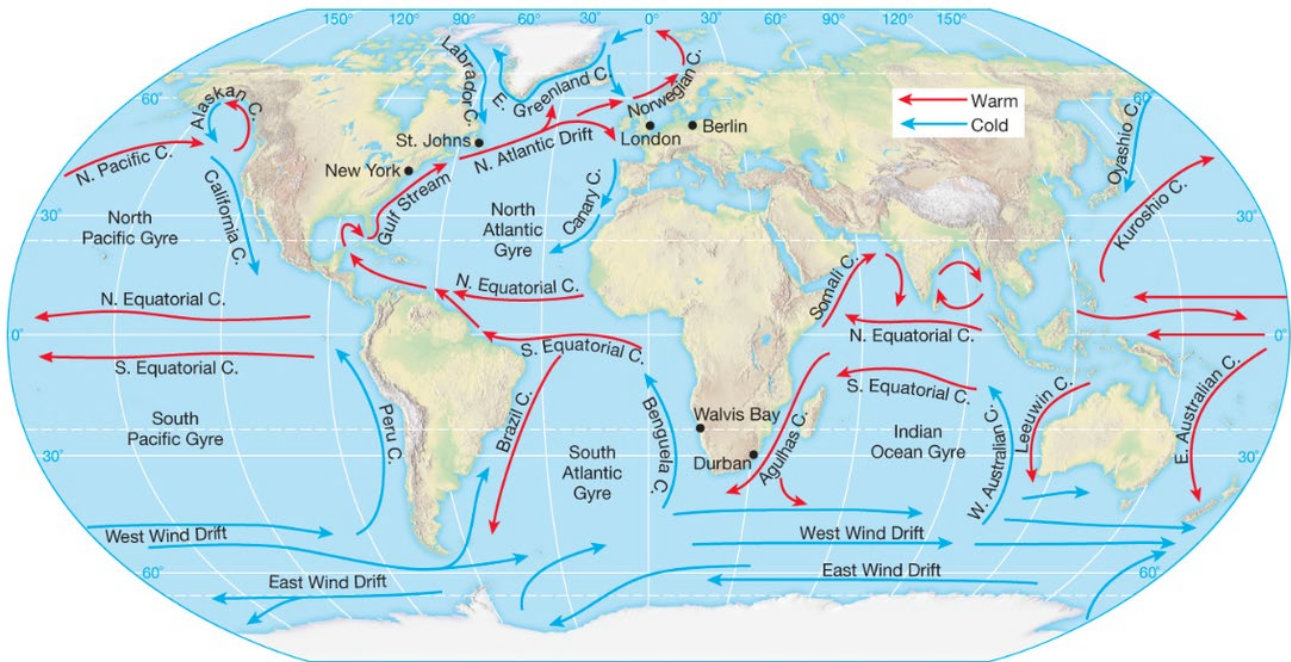 150° 120° 90° 60° 30° 0° 30° 60° 90° 120° 150°
Labrador C.
E. Greenland C.
Norwegian C.
60°
Alaskan C.
Warm
Cold
London
Berlin
St. Johns
N. Atlantic Drift
New York
N. Pacific C.
Oyashio C.
California C.
Gulf Stream
Canary C.
Kuroshio C.
30°
30°
North
Pacific Gyre
North
Atlantic
Gyre
Somali C.
N. Equatorial C.
N. Equatorial C.
N. Equatorial C.
0°
0°
S. Equatorial C.
S. Equatorial C.
S. Equatorial C.
South
Pacific Gyre
Peru C.
Brazil C.
Benguela C.
Walvis Bay
Durban
Agulhas C.
Indian
Ocean Gyre
W. Australian C.
Leeuwin C.
E. Australian C.
30°
30°
South
Atlantic
Gyre
West Wind Drift
West Wind Drift
East Wind Drift
East Wind Drift
60°
60°